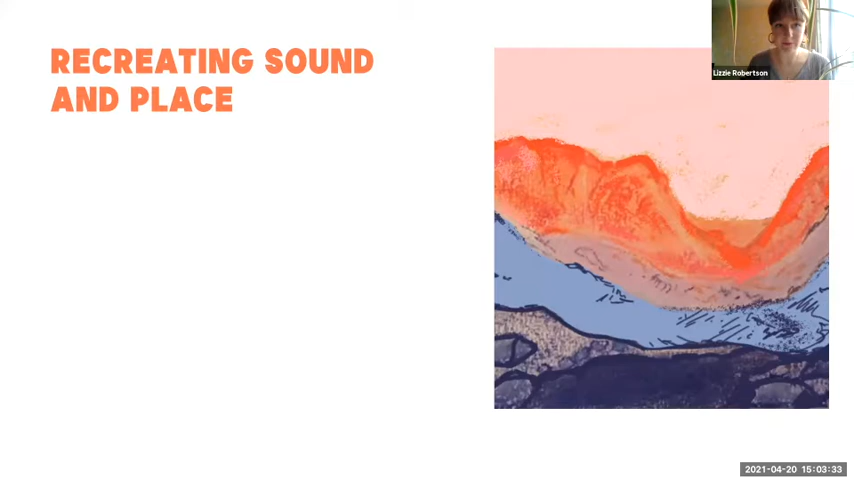 RECREATING SOUND
AND PLACE
Lizzie Robertson
2021-04-20 15:03:33